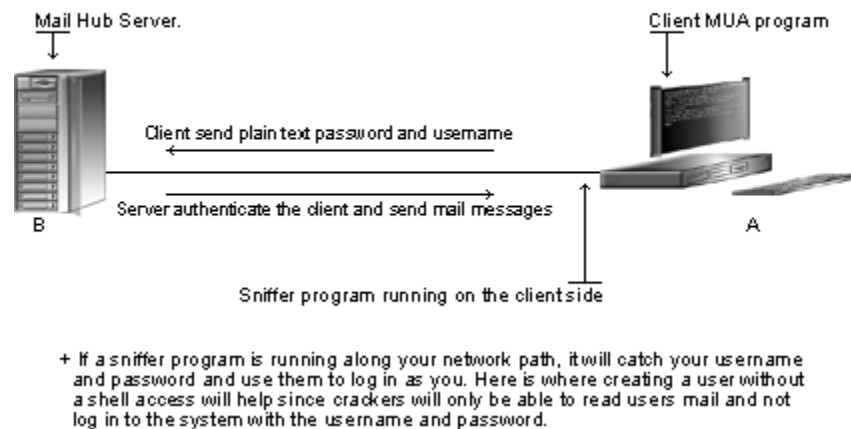 Mail Hub Server.
Client MUA program
Client send plain text password and username
Server authenticate the client and send mail messages
B
A
Sniffer program running on the client side
+ If a sniffer program is running along your network path, it will catch your username
and password and use them to log in as you. Here is where creating a user without
a shell access will help since crackers will only be able to read users mail and not
log in to the system with the username and password.